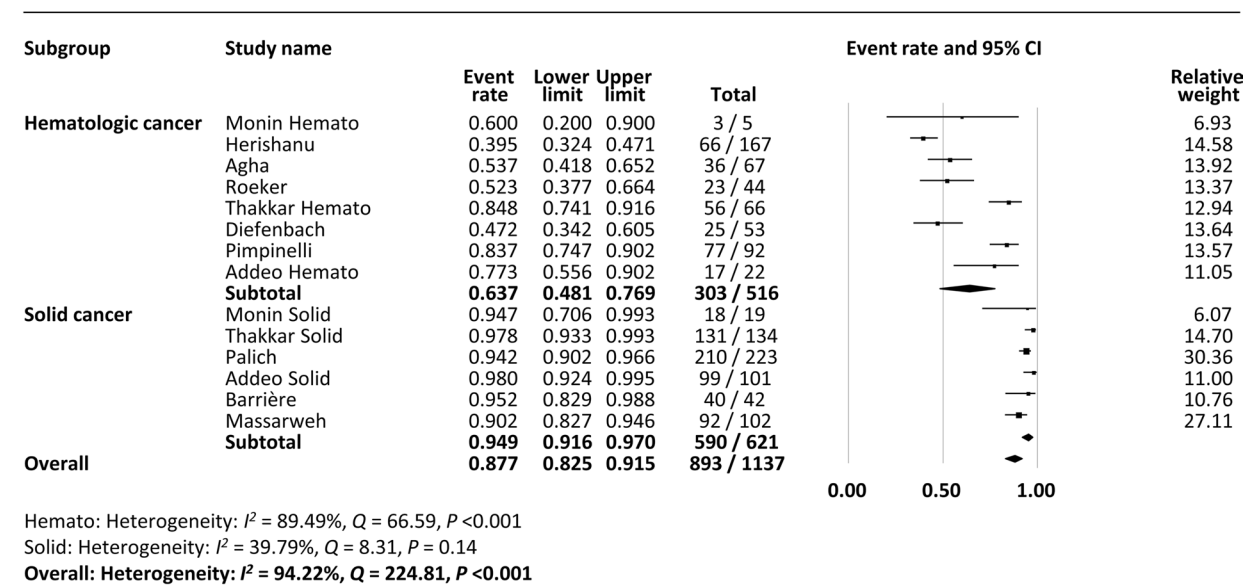 Subgroup Study name Event rate and 95% CI
Event Lower Upper Relative
rate limit limit Total weight
Hematologic cancer Monin Hemato 0.600 0.200 0.900 3 / 5 6.93
Herishanu 0.395 0.324 0.471 66 / 167 14.58
Agha 0.537 0.418 0.652 36 / 67 13.92
Roeker 0.523 0.377 0.664 23 / 44 13.37
Thakkar Hemato 0.848 0.741 0.916 56 / 66 12.94
Diefenbach 0.472 0.342 0.605 25 / 53 13.64
Pimpinelli 0.837 0.747 0.902 77 / 92 13.57
Addeo Hemato 0.773 0.556 0.902 17 / 22 11.05
Subtotal 0.637 0.481 0.769 303 / 516
Solid cancer Monin Solid 0.947 0.706 0.993 18 / 19 6.07
Thakkar Solid 0.978 0.933 0.993 131 / 134 14.70
Palich 0.942 0.902 0.966 210 / 223 30.36
Addeo Solid 0.980 0.924 0.995 99 / 101 11.00
Barrière 0.952 0.829 0.988 40 / 42 10.76
Massarweh 0.902 0.827 0.946 92 / 102 27.11
Subtotal 0.949 0.916 0.970 590 / 621
Overall 0.877 0.825 0.915 893 / 1137
0.00 0.50 1.00
Hemato: Heterogeneity: I² = 89.49%, Q = 66.59, P <0.001
Solid: Heterogeneity: I² = 39.79%, Q = 8.31, P = 0.14
Overall: Heterogeneity: I² = 94.22%, Q = 224.81, P <0.001